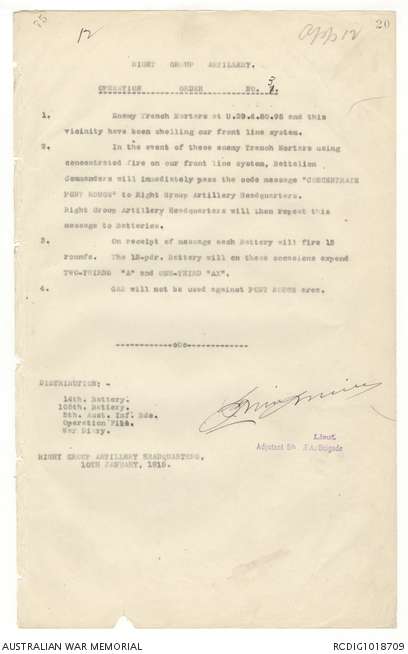 12
App 12
20
RIGHT GROUP ARTILLERY.
OPERATION ORDER NO. 3
1. Enemy Trench Mortars at U.29.d.80.95 and this
vicinity have been shelling our front line system.
2. In the event of these enemy Trench Mortars using
concentrated fire on our front line system, Battalion
Commanders will immediately pass the code message "CONCENTRATE
PONT ROUGE" to Right Group Artillery Headquarters.
Right Group Artillery Headquarters will then repeat this
message to Batteries.
3. On receipt of message each Battery will fire 15
rounds. The 18-pdr. Battery will on these occasions expend
TWO-THIRDS "A" and ONE-THIRD "AX".
4. GAS will not be used against PONT ROUGE area.
--------------oOo--------------
DISTRIBUTION: -
14th. Battery.
105th. Battery.
8th. Aust. Inf. Bde.
Operation File.
War Diary.
Lieut.
Adjutant 5th F.A. Brigade
RIGHT GROUP ARTILLERY HEADQUARTERS,
10TH JANUARY, 1918.
AUSTRALIAN WAR MEMORIAL
RCDIG1018709